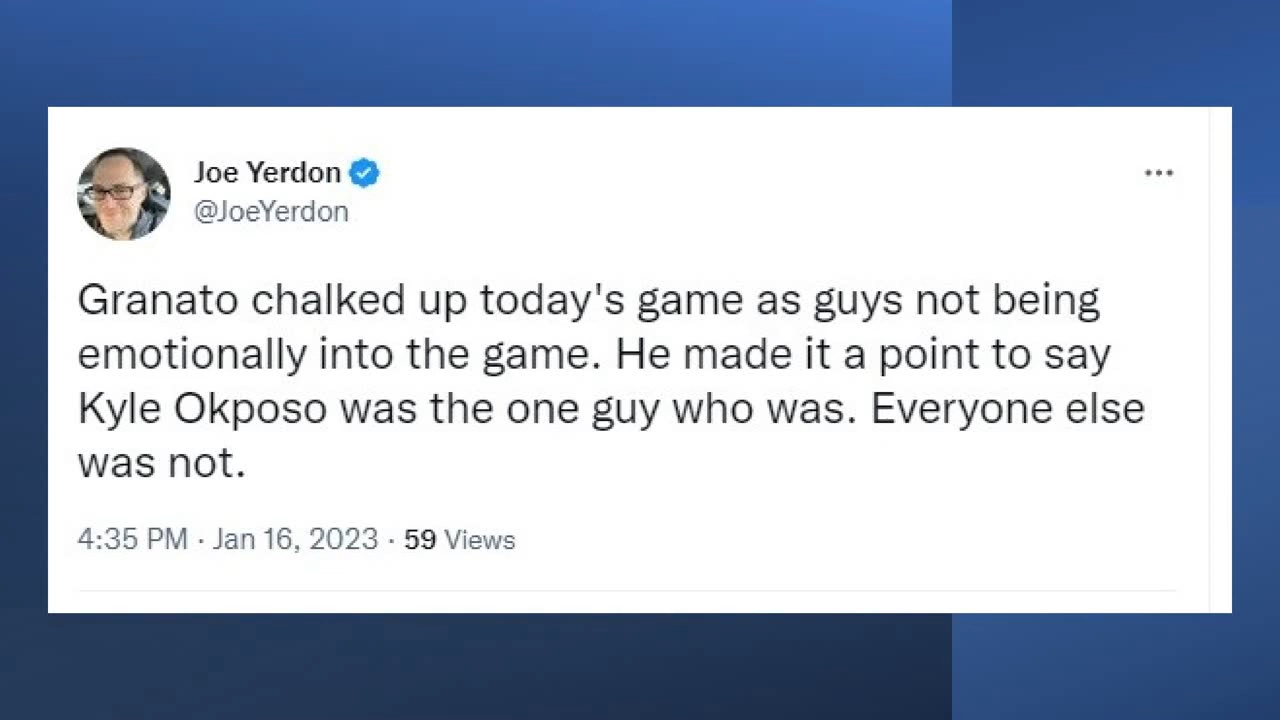 Joe Yerdon
@JoeYerdon
Granato chalked up today's game as guys not being
emotionally into the game. He made it a point to say
Kyle Okposo was the one guy who was. Everyone else
was not.
4:35 PM · Jan 16, 2023 · 59 Views